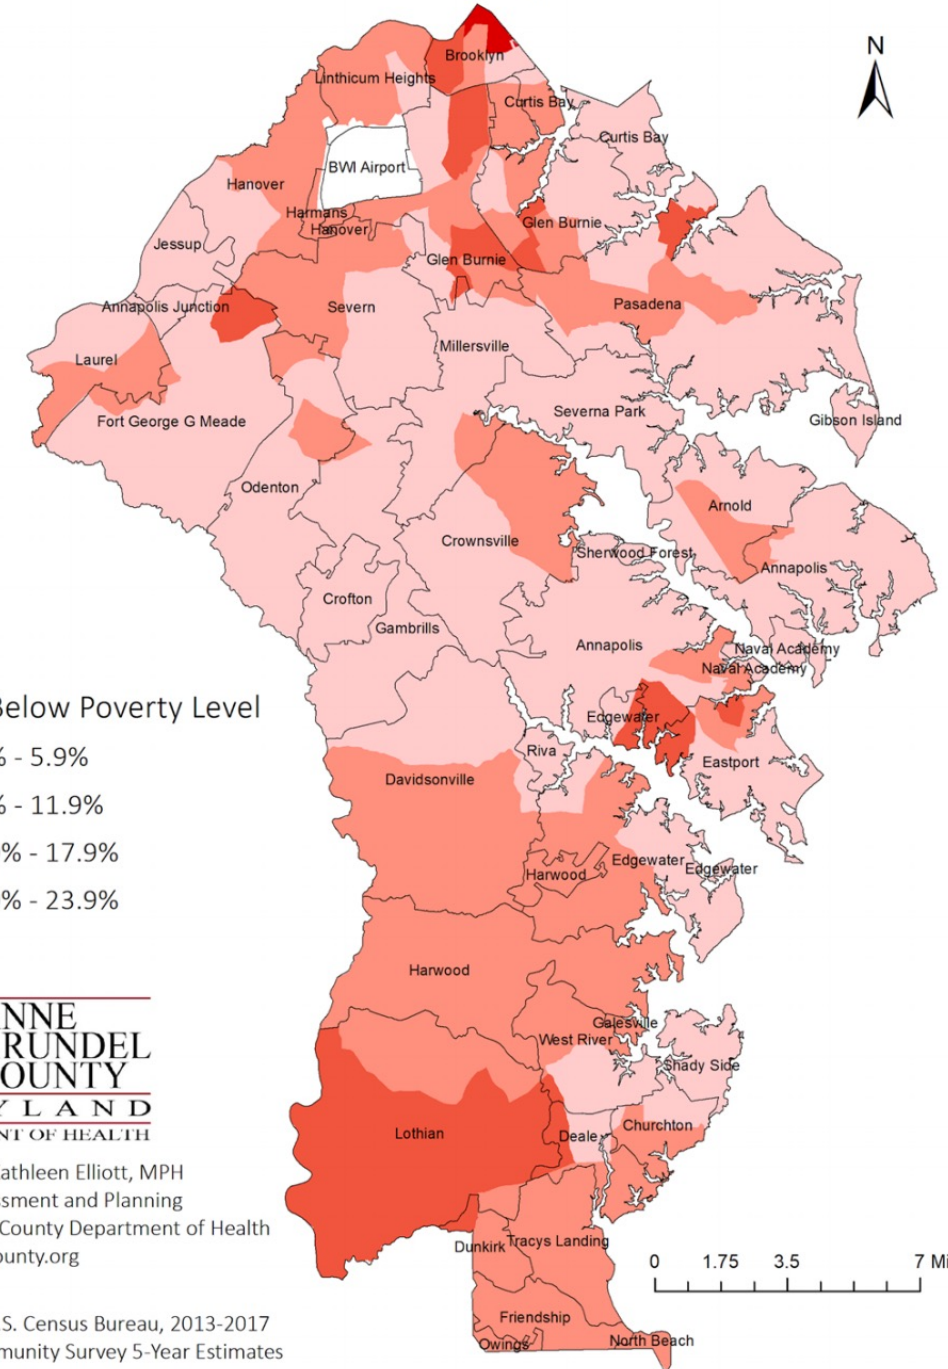 N
Brooklyn
Linthicum Heights
Curtis Bay
Curtis Bay
BWI Airport
Hanover
Harmans
Hanover
Glen Burnie
Jessup
Glen Burnie
Annapolis Junction
Severn
Pasadena
Millersville
Laurel
Severna Park
Fort George G Meade
Gibson Island
Odenton
Arnold
Crownsville
Sherwood Forest
Annapolis
Crofton
Gambrills
Annapolis
Naval Academy
Naval Academy
Below Poverty Level
% - 5.9%
% - 11.9%
% - 17.9%
% - 23.9%
Edgewater
Riva
Eastport
Davidsonville
Edgewater
Edgewater
Harwood
Harwood
Galesville
West River
Shady Side
Churchton
Lothian
Deale
Dunkirk
Tracys Landing
Friendship
Owings
North Beach
0 1.75 3.5 7 Mi
NNE
RUNDEL
OUNTY
YLAND
NT OF HEALTH
athleen Elliott, MPH
ssment and Planning
County Department of Health
ounty.org
.S. Census Bureau, 2013-2017
munity Survey 5-Year Estimates